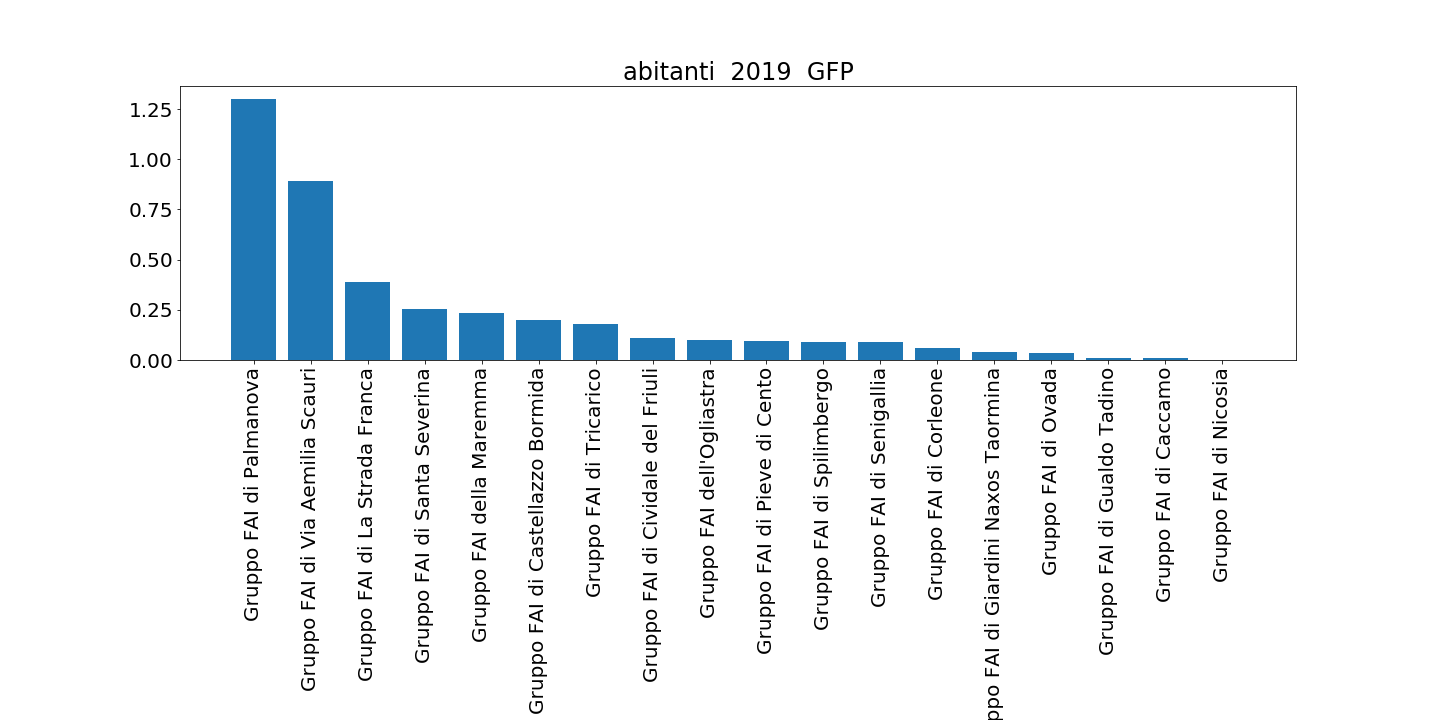 abitanti  2019  GFP
1.25
1.00
0.75
0.50
0.25
0.00
Gruppo FAI di Palmanova
Gruppo FAI di Via Aemilia Scauri
Gruppo FAI di La Strada Franca
Gruppo FAI di Santa Severina
Gruppo FAI della Maremma
Gruppo FAI di Castellazzo Bormida
Gruppo FAI di Tricarico
Gruppo FAI di Cividale del Friuli
Gruppo FAI dell'Ogliastra
Gruppo FAI di Pieve di Cento
Gruppo FAI di Spilimbergo
Gruppo FAI di Senigallia
Gruppo FAI di Corleone
ppo FAI di Giardini Naxos Taormina
Gruppo FAI di Ovada
Gruppo FAI di Gualdo Tadino
Gruppo FAI di Caccamo
Gruppo FAI di Nicosia